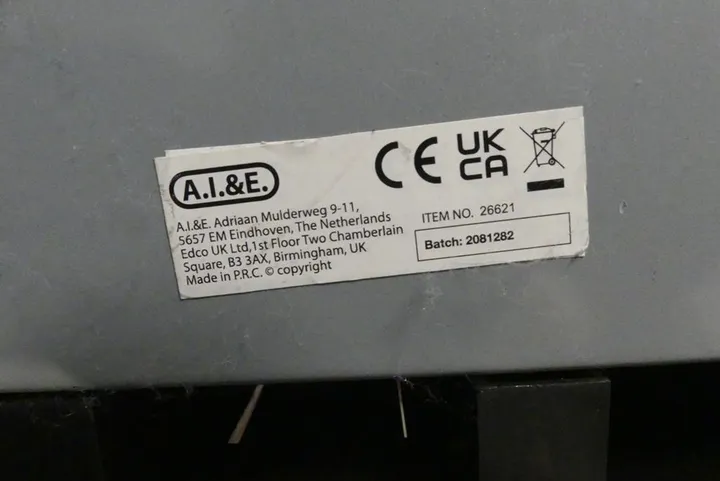 A.I.&E.
A.I.&E. Adriaan Mulderweg 9-11,
5657 EM Eindhoven, The Netherlands
Edco UK Ltd,1st Floor Two Chamberlain
Square, B3 3AX, Birmingham, UK
Made in P.R.C. © copyright
CE
UK
CA
ITEM NO. 26621
Batch: 2081282